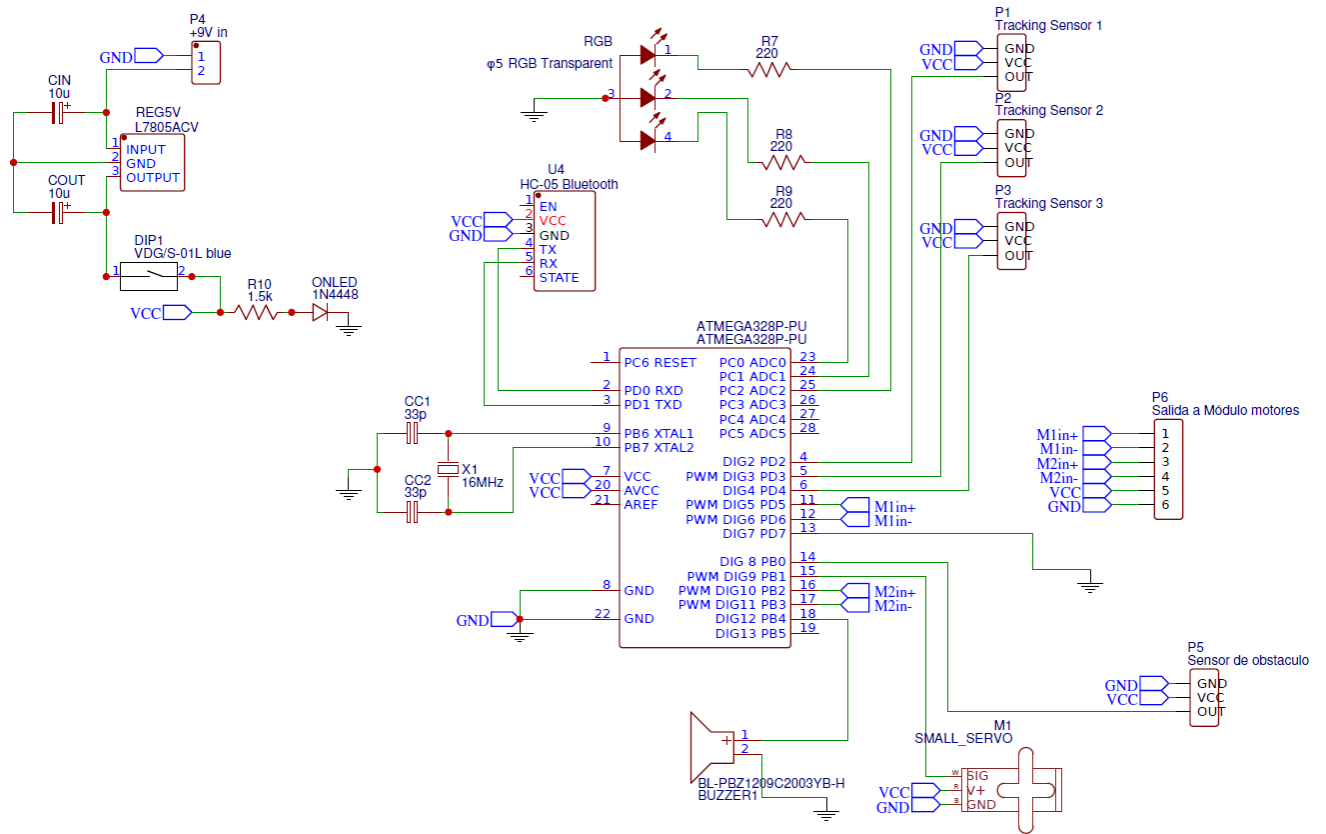 P4
+9V in
GND
1
2
CIN
10u
+
REG5V
L7805ACV
1 INPUT
2 GND
3 OUTPUT
COUT
10u
+
DIP1
VDG/S-01L blue
1
2
VCC
R10
1.5k
ONLED
1N4448
RGB
φ5 RGB Transparent
1
3
2
4
R7
220
R8
220
R9
220
U4
HC-05 Bluetooth
1 EN
VCC 2 VCC
GND 3 GND
4 TX
5 RX
6 STATE
P1
Tracking Sensor 1
GND GND
VCC VCC
OUT
P2
Tracking Sensor 2
GND GND
VCC VCC
OUT
P3
Tracking Sensor 3
GND GND
VCC VCC
OUT
ATMEGA328P-PU
ATMEGA328P-PU
1 PC6 RESET PC0 ADC0 23
PC1 ADC1 24
2 PD0 RXD PC2 ADC2 25
3 PD1 TXD PC3 ADC3 26
PC4 ADC4 27
9 PB6 XTAL1 PC5 ADC5 28
10 PB7 XTAL2
DIG2 PD2 4
VCC 7 VCC PWM DIG3 PD3 5
VCC 20 AVCC DIG4 PD4 6
21 AREF PWM DIG5 PD5 11 M1in+
PWM DIG6 PD6 12 M1in-
DIG7 PD7 13
DIG 8 PB0 14
PWM DIG9 PB1 15
8 GND PWM DIG10 PB2 16 M2in+
PWM DIG11 PB3 17 M2in-
GND 22 GND DIG12 PB4 18
DIG13 PB5 19
CC1
33p
X1
16MHz
CC2
33p
P6
Salida a Módulo motores
M1in+ 1
M1in- 2
M2in+ 3
M2in- 4
VCC 5
GND 6
P5
Sensor de obstaculo
GND GND
VCC VCC
OUT
+ 1
2
BL-PBZ1209C2003YB-H
BUZZER1
M1
SMALL_SERVO
W SIG
VCC R V+
GND B GND